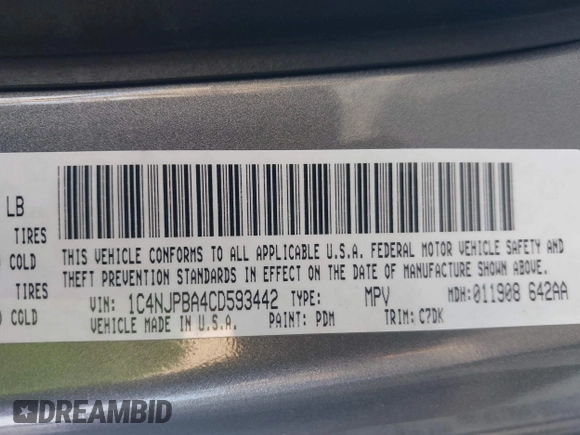 LB
TIRES
COLD
TIRES
COLD
THIS VEHICLE CONFORMS TO ALL APPLICABLE U.S.A. FEDERAL MOTOR VEHICLE SAFETY AND
THEFT PREVENTION STANDARDS IN EFFECT ON THE DATE OF MANUFACTURE SHOWN ABOVE.
VIN: 1C4NJPBA4CD593442 TYPE: MPV MDH: 011908 642AA
VEHICLE MADE IN U.S.A. PAINT: PDM TRIM: C7DK
DREAMBID